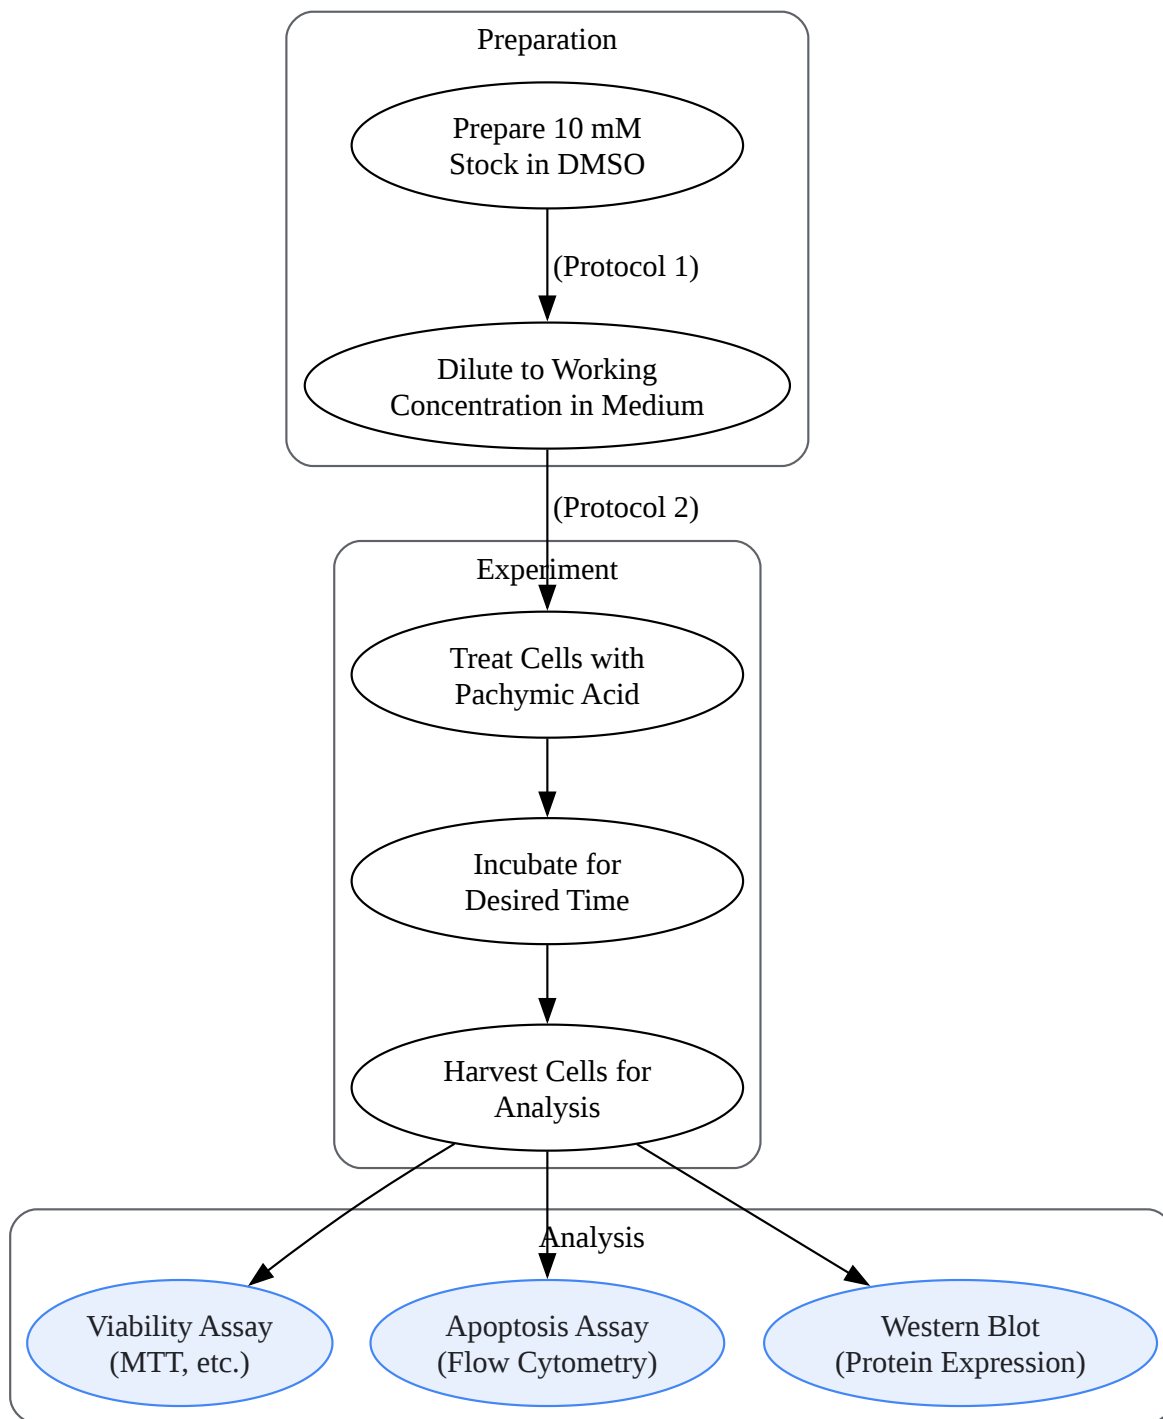 Preparation
Prepare 10 mM
Stock in DMSO
(Protocol 1)
Dilute to Working
Concentration in Medium
(Protocol 2)
Experiment
Treat Cells with
Pachymic Acid
Incubate for
Desired Time
Harvest Cells for
Analysis
Analysis
Viability Assay
(MTT, etc.)
Apoptosis Assay
(Flow Cytometry)
Western Blot
(Protein Expression)